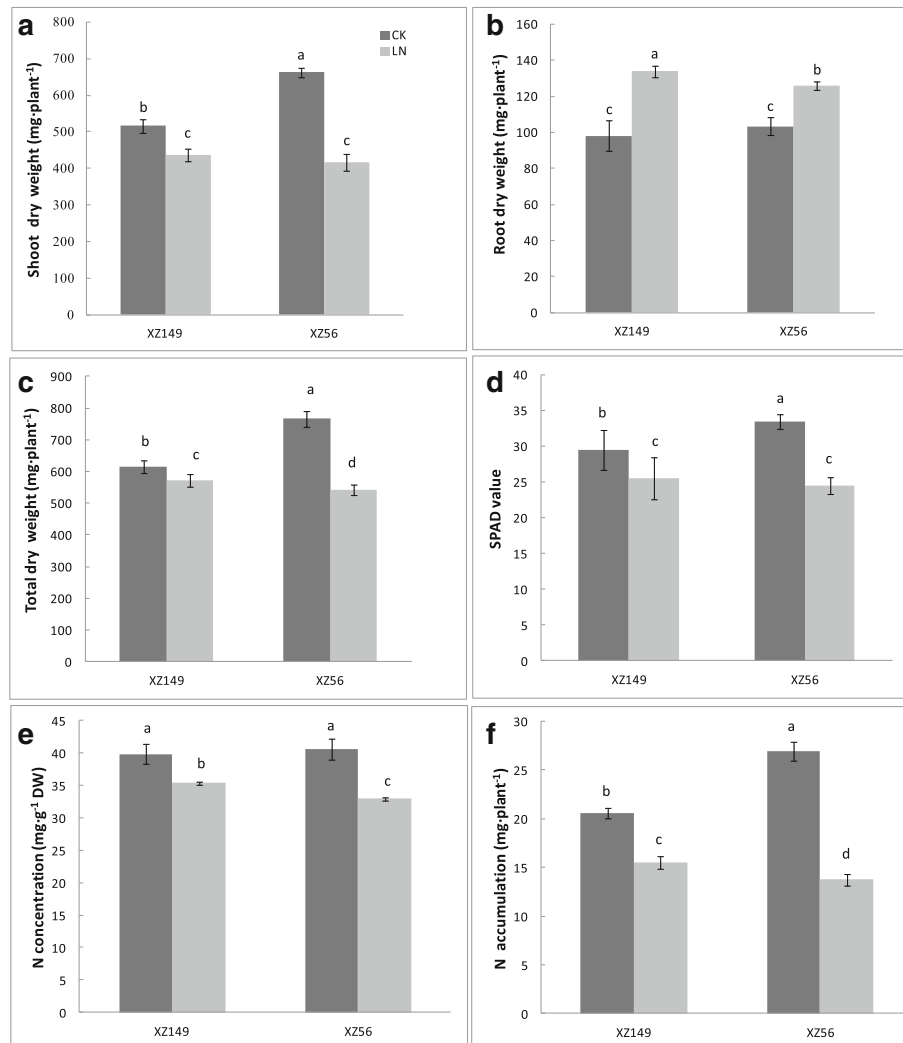 a
Shoot dry weight (mg·plant⁻¹)
800
700
600
500
400
300
200
100
0
CK
LN
b
c
a
c
XZ149
XZ56
b
Root dry weight (mg·plant⁻¹)
160
140
120
100
80
60
40
20
0
c
a
c
b
XZ149
XZ56
c
Total dry weight (mg·plant⁻¹)
900
800
700
600
500
400
300
200
100
0
b
c
a
d
XZ149
XZ56
d
SPAD value
40
35
30
25
20
15
10
5
0
b
c
a
c
XZ149
XZ56
e
N concentration (mg·g⁻¹ DW)
45
40
35
30
25
20
15
10
5
0
a
b
a
c
XZ149
XZ56
f
N accumulation (mg·plant⁻¹)
30
25
20
15
10
5
0
b
c
a
d
XZ149
XZ56